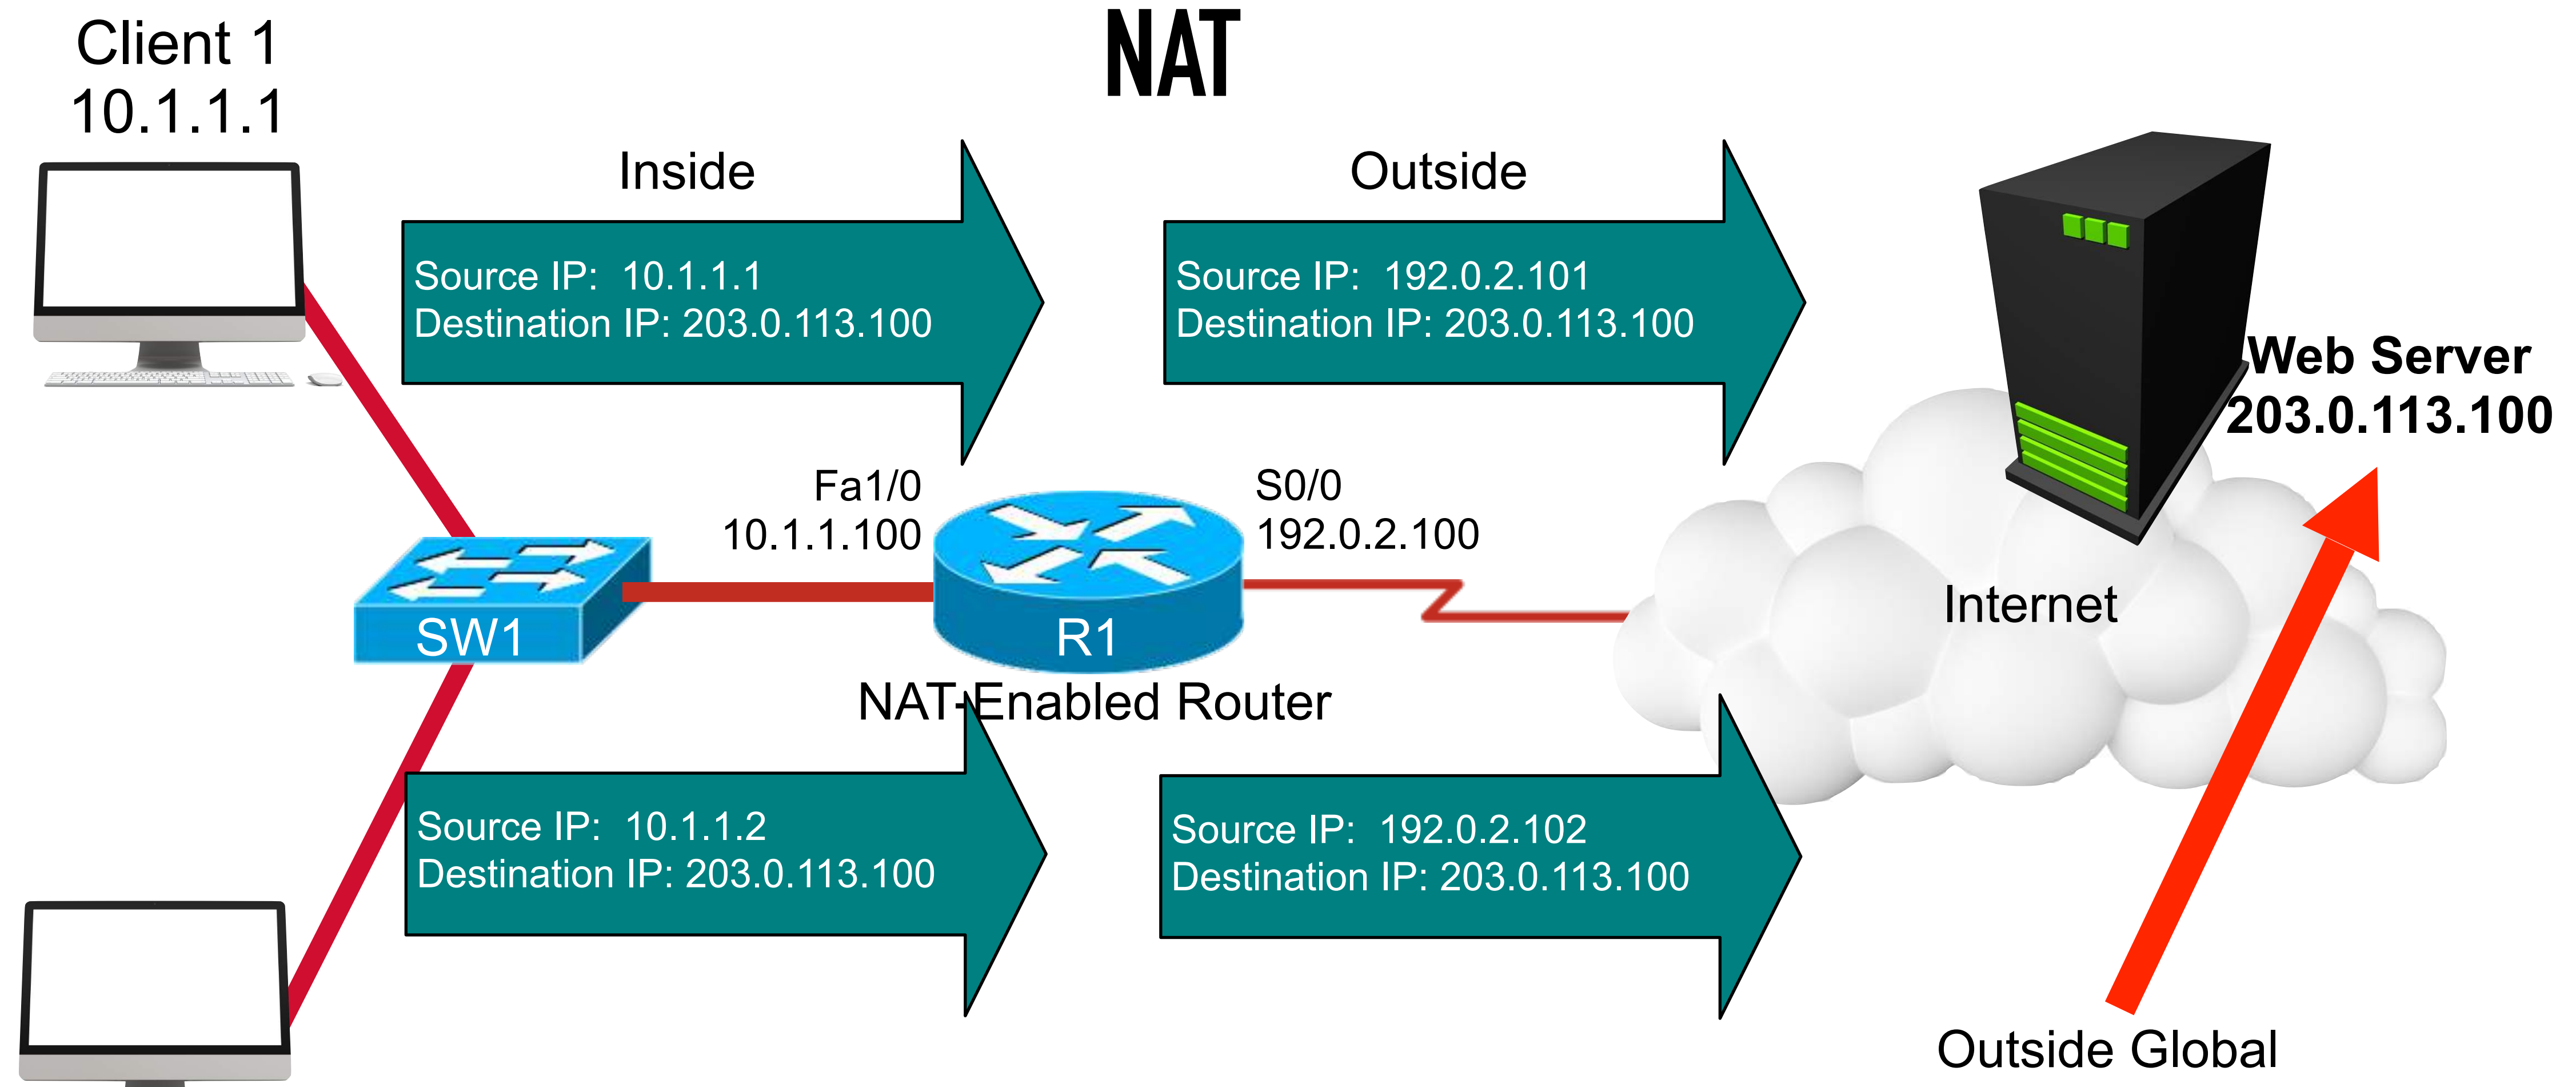 NAT
Client 1
10.1.1.1
Inside
Outside
Source IP:  10.1.1.1
Destination IP: 203.0.113.100
Source IP:  192.0.2.101
Destination IP: 203.0.113.100
Web Server
203.0.113.100
Fa1/0
10.1.1.100
S0/0
192.0.2.100
SW1
R1
Internet
NAT-Enabled Router
Source IP:  10.1.1.2
Destination IP: 203.0.113.100
Source IP:  192.0.2.102
Destination IP: 203.0.113.100
Outside Global